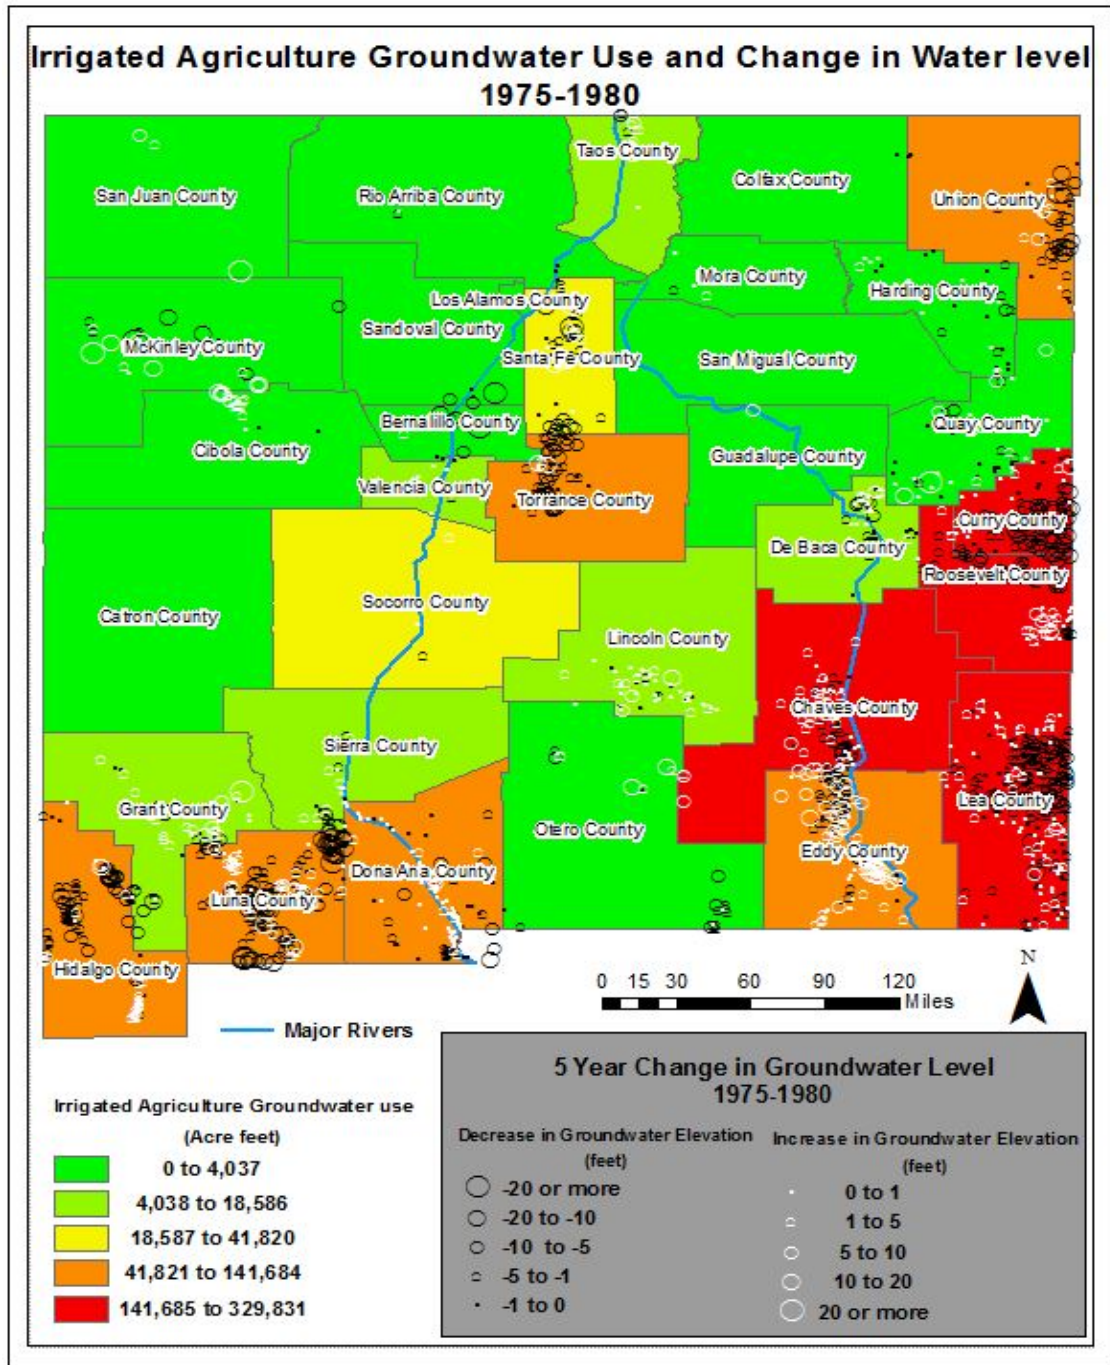 Irrigated Agriculture Groundwater Use and Change in Water level
1975-1980
Taos County
San Juan County
Rio Arriba County
Colfax County
Union County
Mora County
Harding County
Los Alamos County
Sandoval County
McKinley County
Santa Fe County
San Migual County
Bernalillo County
Quay County
Cibola County
Guadalupe County
Valencia County
Torrance County
Curry County
De Baca County
Roosevelt County
Socorro County
Catron County
Lincoln County
Chaves County
Sierra County
Grant County
Lea County
Otero County
Eddy County
Dona Ana County
Luna County
Hidalgo County
N
0 15 30 60 90 120
Miles
Major Rivers
Irrigated Agriculture Groundwater use
(Acre feet)
0 to 4,037
4,038 to 18,586
18,587 to 41,820
41,821 to 141,684
141,685 to 329,831
5 Year Change in Groundwater Level
1975-1980
Decrease in Groundwater Elevation
(feet)
-20 or more
-20 to -10
-10 to -5
-5 to -1
-1 to 0
Increase in Groundwater Elevation
(feet)
0 to 1
1 to 5
5 to 10
10 to 20
20 or more